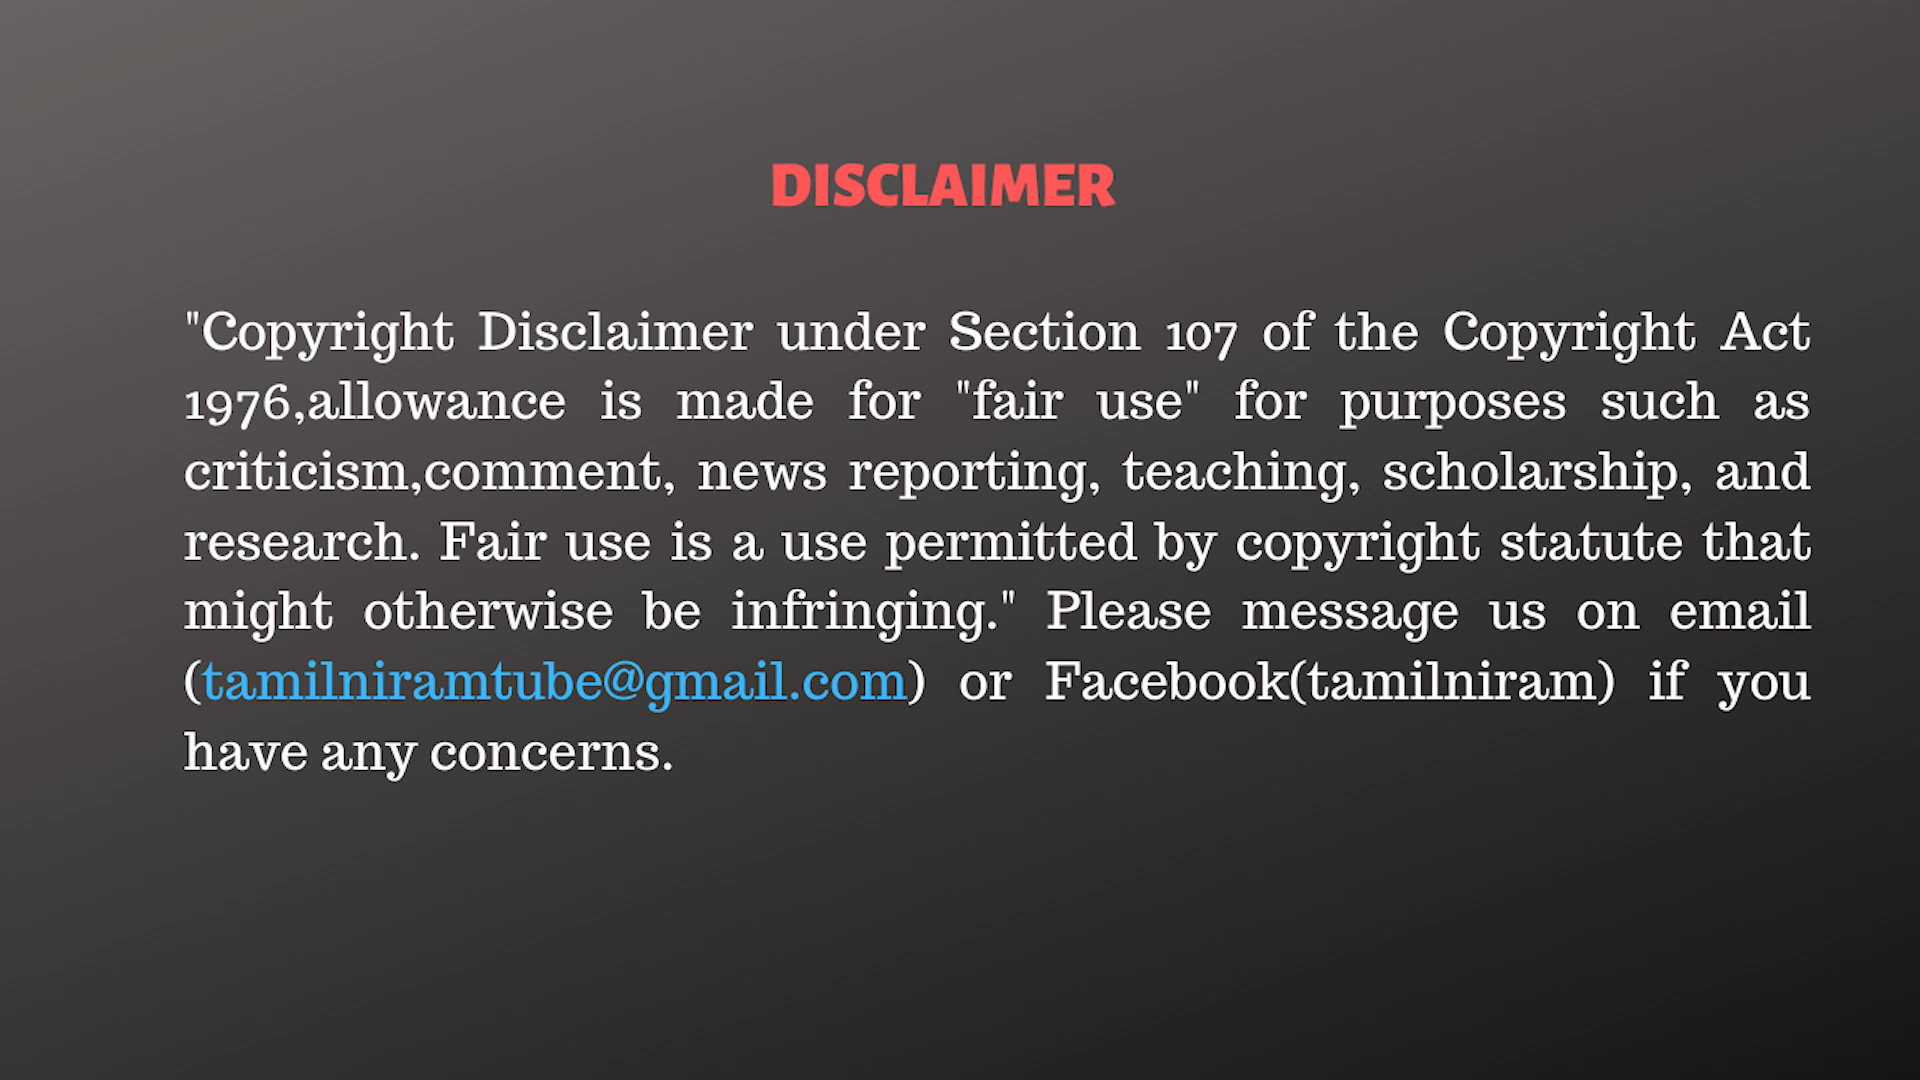 DISCLAIMER
"Copyright Disclaimer under Section 107 of the Copyright Act
1976,allowance is made for "fair use" for purposes such as
criticism,comment, news reporting, teaching, scholarship, and
research. Fair use is a use permitted by copyright statute that
might otherwise be infringing." Please message us on email
(tamilniramtube@gmail.com) or Facebook(tamilniram) if you
have any concerns.